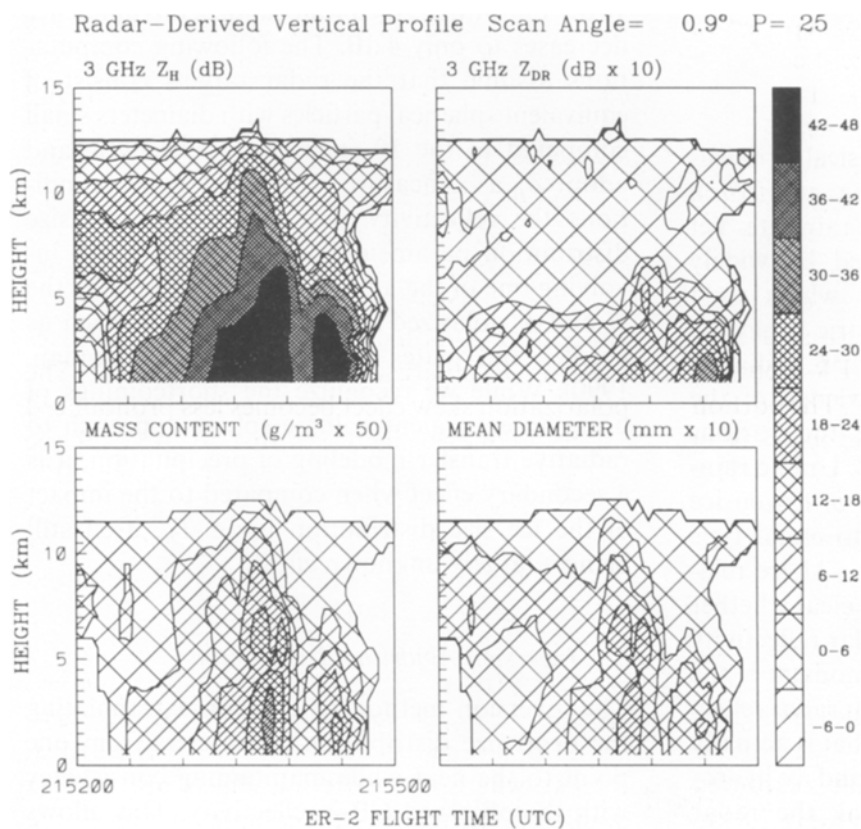 Radar-Derived Vertical Profile Scan Angle= 0.9° P= 25
3 GHz Z_H (dB)
3 GHz Z_DR (dB x 10)
15
10
5
0
HEIGHT (km)
42-48
36-42
30-36
24-30
18-24
12-18
6-12
0-6
-6-0
MASS CONTENT (g/m³ x 50)
MEAN DIAMETER (mm x 10)
15
10
5
0
HEIGHT (km)
215200
215500
ER-2 FLIGHT TIME (UTC)